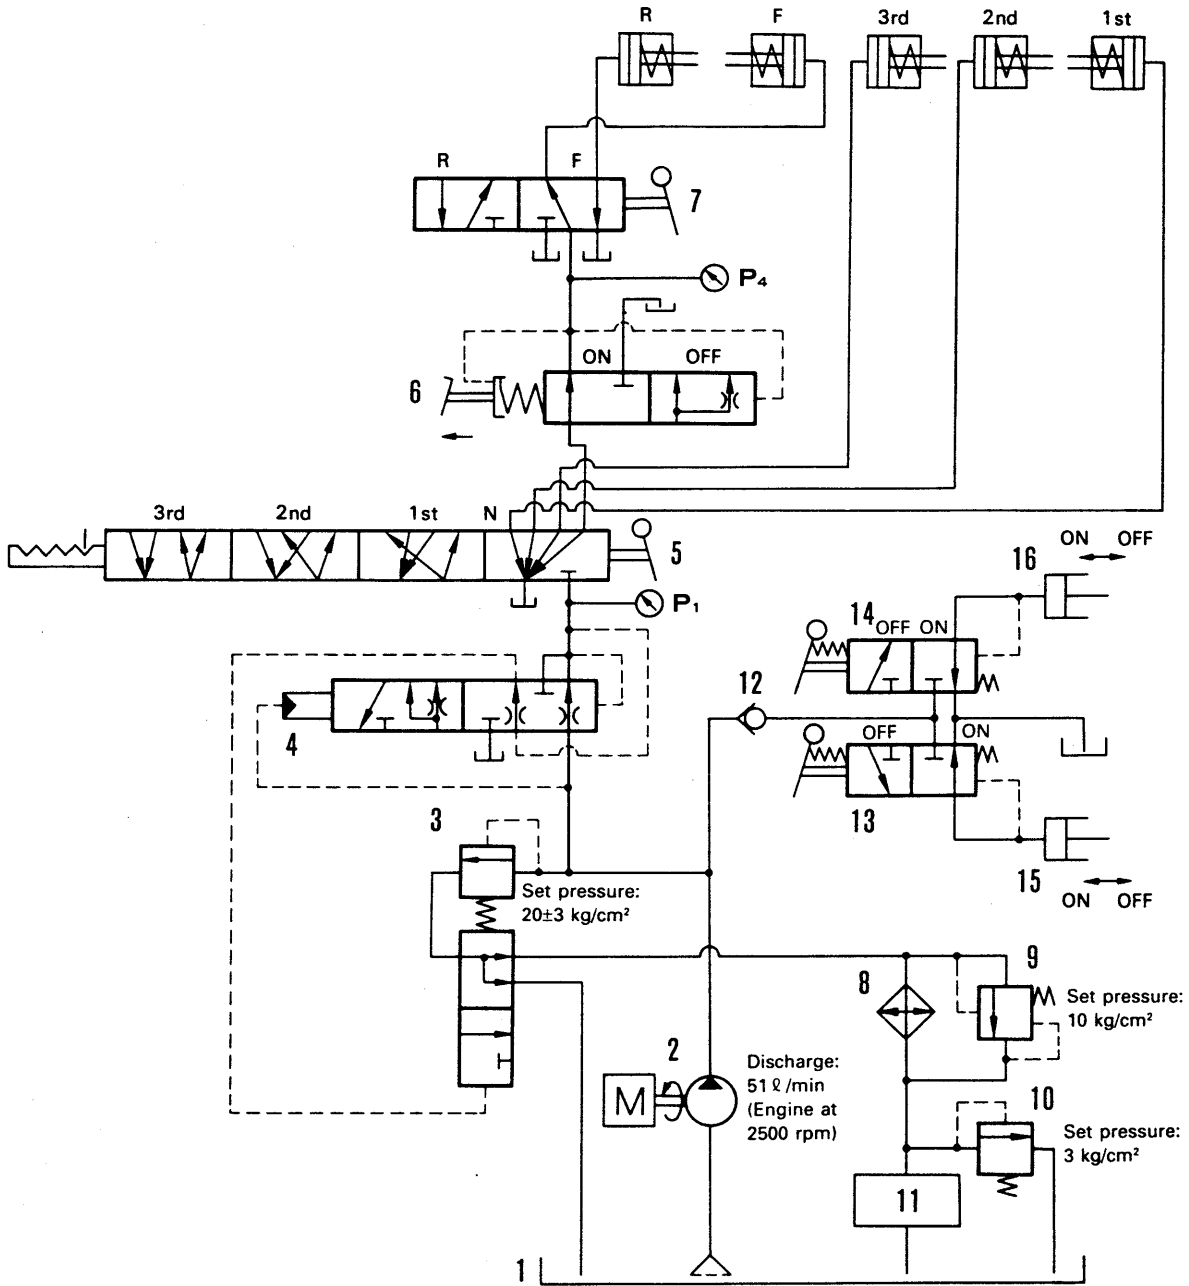 R F 3rd 2nd 1st
R F
7
P4
ON OFF
6
3rd 2nd 1st N
5
ON OFF
16
P1
14
OFF ON
12
4
OFF ON
13
3
Set pressure:
20±3 kg/cm²
15
ON OFF
8
9
Set pressure:
10 kg/cm²
2
M
Discharge:
51 ℓ/min
(Engine at
2500 rpm)
10
Set pressure:
3 kg/cm²
11
1